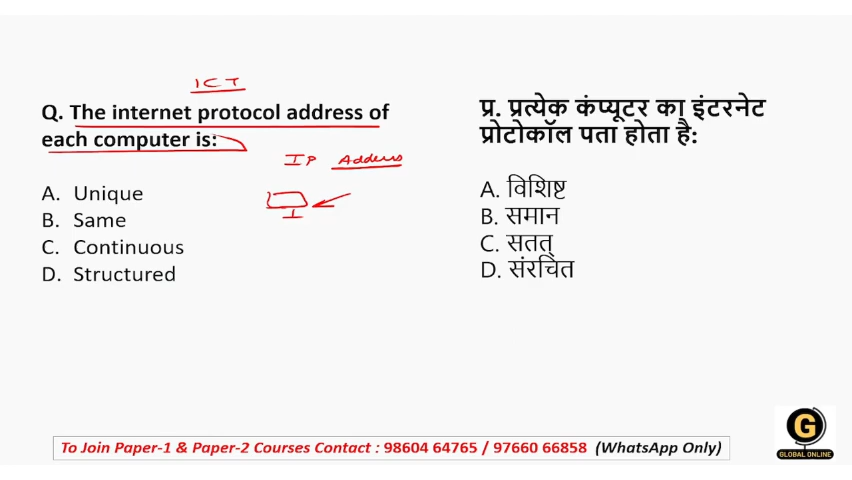 ICT
Q. The internet protocol address of
each computer is:
IP Address
A. Unique
B. Same
C. Continuous
D. Structured
प्र. प्रत्येक कंप्यूटर का इंटरनेट
प्रोटोकॉल पता होता है:
A. विशिष्ट
B. समान
C. सतत्
D. संरचित
G
GLOBAL ONLINE
To Join Paper-1 & Paper-2 Courses Contact : 98604 64765 / 97660 66858 (WhatsApp Only)